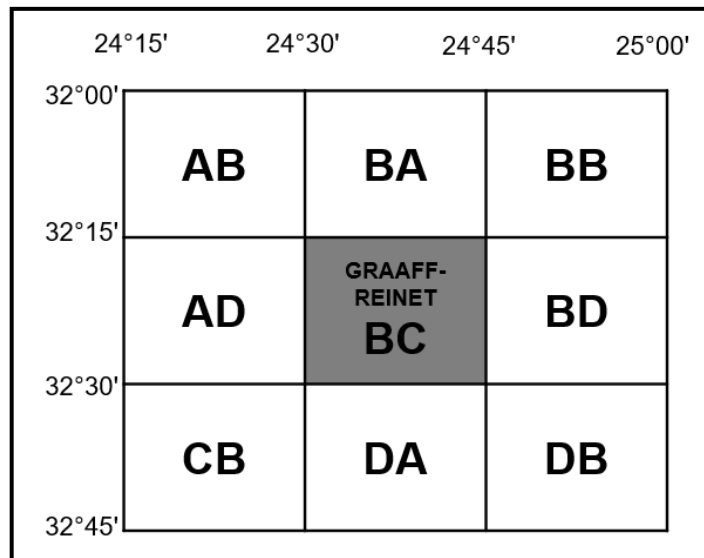 24°15' 24°30' 24°45' 25°00'
32°00'
AB BA BB
32°15'
GRAAFF-
REINET
AD BC BD
32°30'
CB DA DB
32°45'